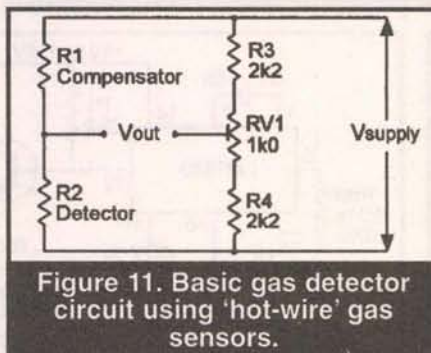 R1
Compensator
R2
Detector
Vout
R3
2k2
RV1
1k0
R4
2k2
Vsupply
Figure 11. Basic gas detector
circuit using ‘hot-wire’ gas
sensors.